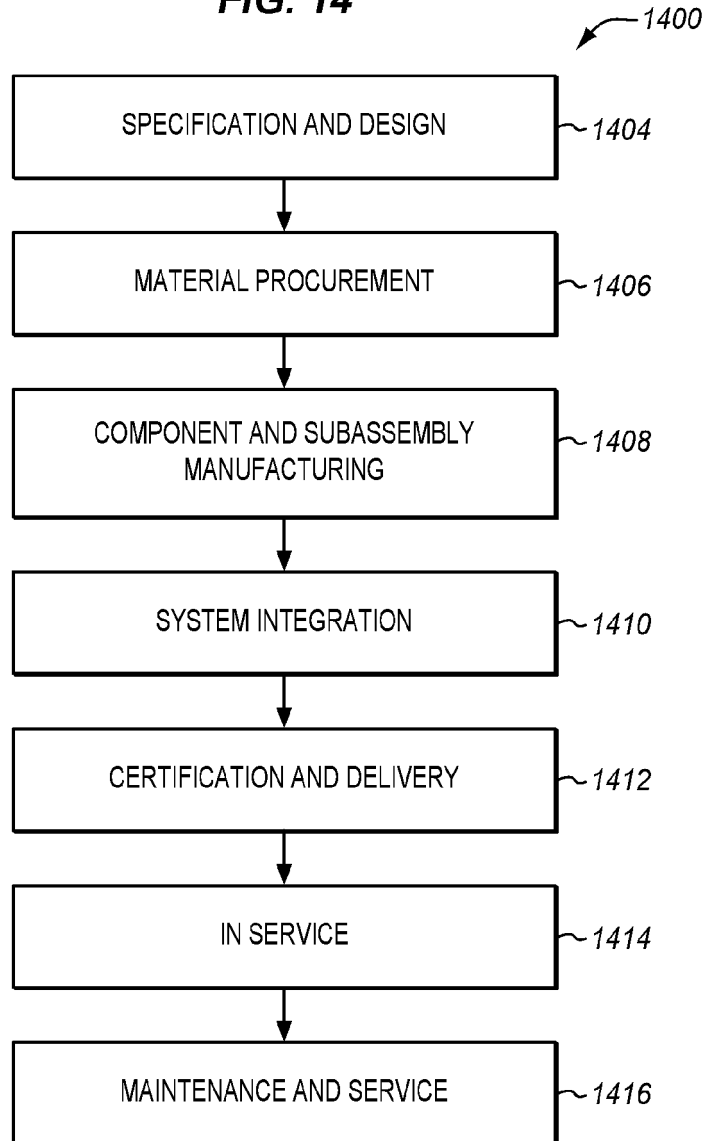 FIG. 14
1400
SPECIFICATION AND DESIGN
1404
MATERIAL PROCUREMENT
1406
COMPONENT AND SUBASSEMBLY
MANUFACTURING
1408
SYSTEM INTEGRATION
1410
CERTIFICATION AND DELIVERY
1412
IN SERVICE
1414
MAINTENANCE AND SERVICE
1416